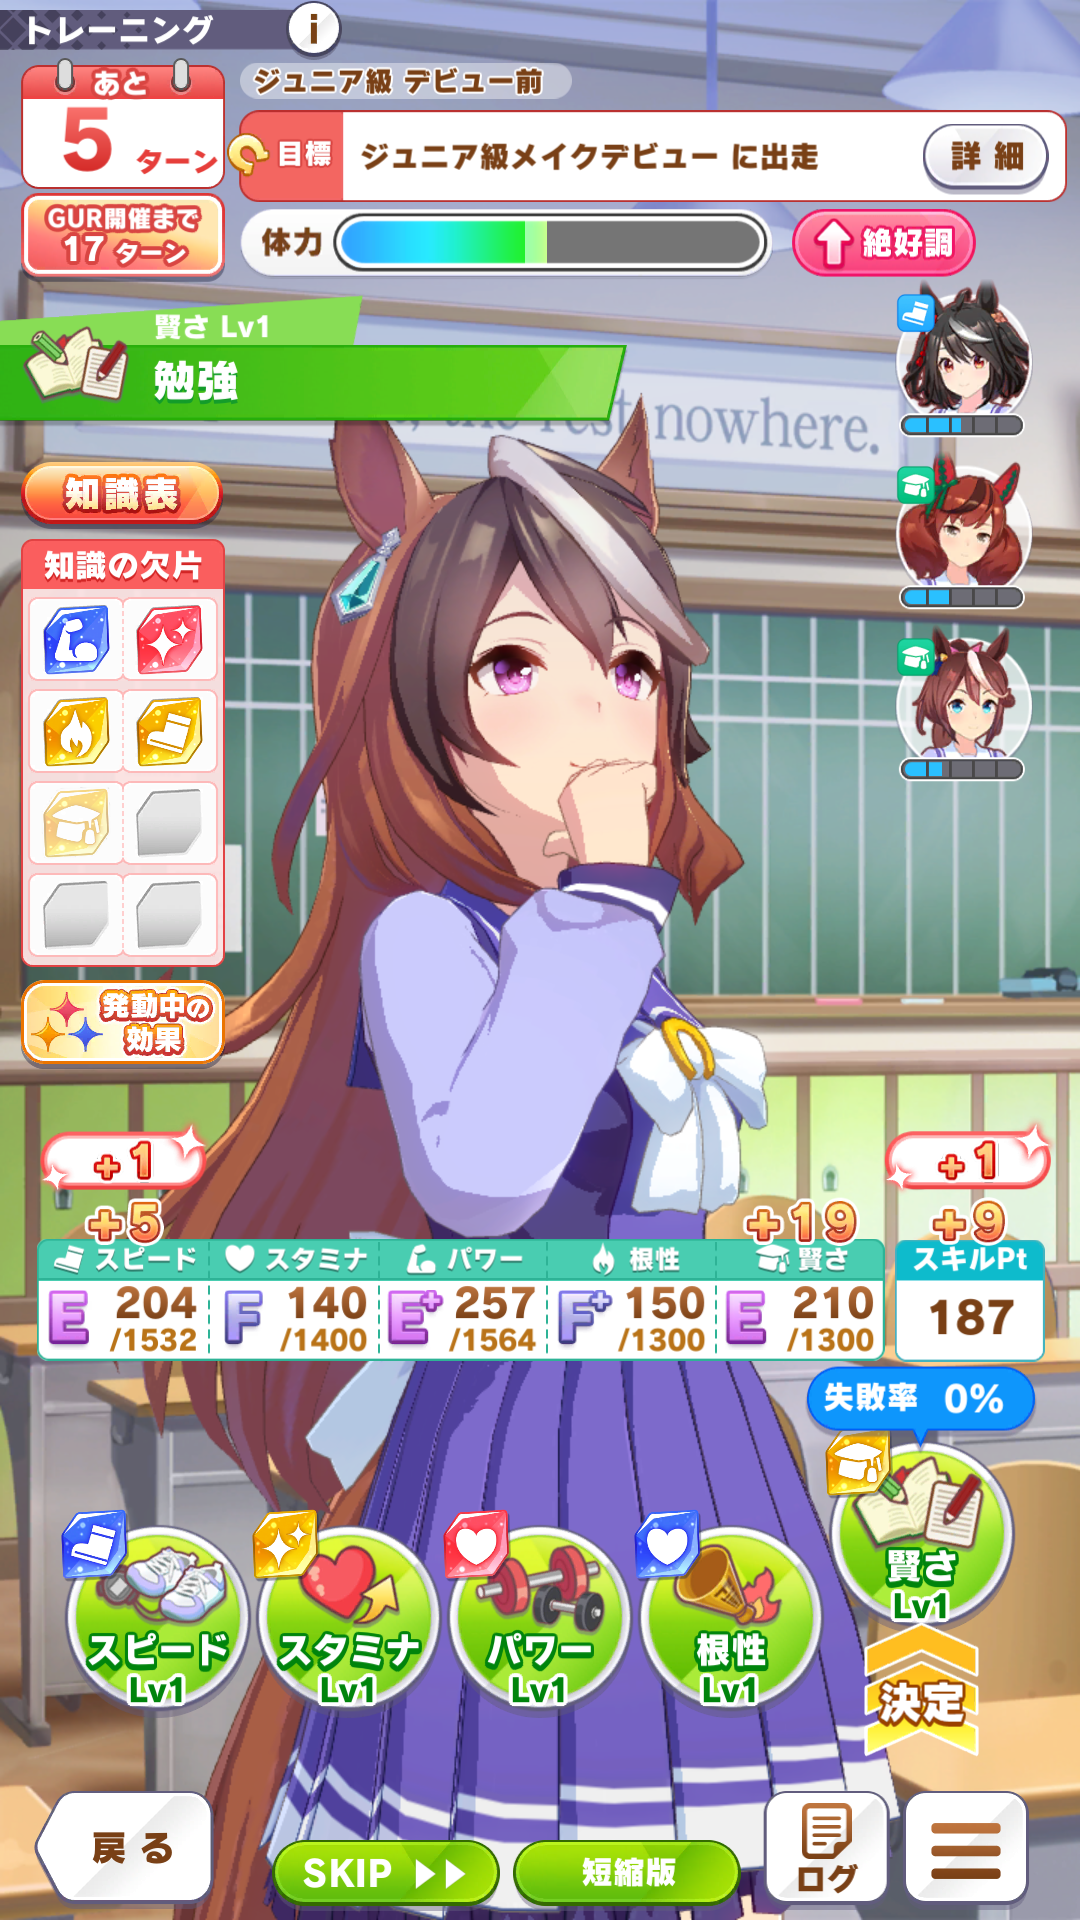 トレーニング
i
あと
5 ターン
ジュニア級 デビュー前
目標
ジュニア級メイクデビュー に出走
詳細
GUR開催まで
17 ターン
体力
絶好調
賢さ Lv1
勉強
nowhere.
知識表
知識の欠片
発動中の
効果
+1
+1
+5
+19
+9
スピード スタミナ パワー 根性 賢さ スキルPt
E 204 /1532
F 140 /1400
E+ 257 /1564
F+ 150 /1300
E 210 /1300
187
失敗率 0%
スピード
Lv1
スタミナ
Lv1
パワー
Lv1
根性
Lv1
賢さ
Lv1
決定
戻る
SKIP
短縮版
ログ